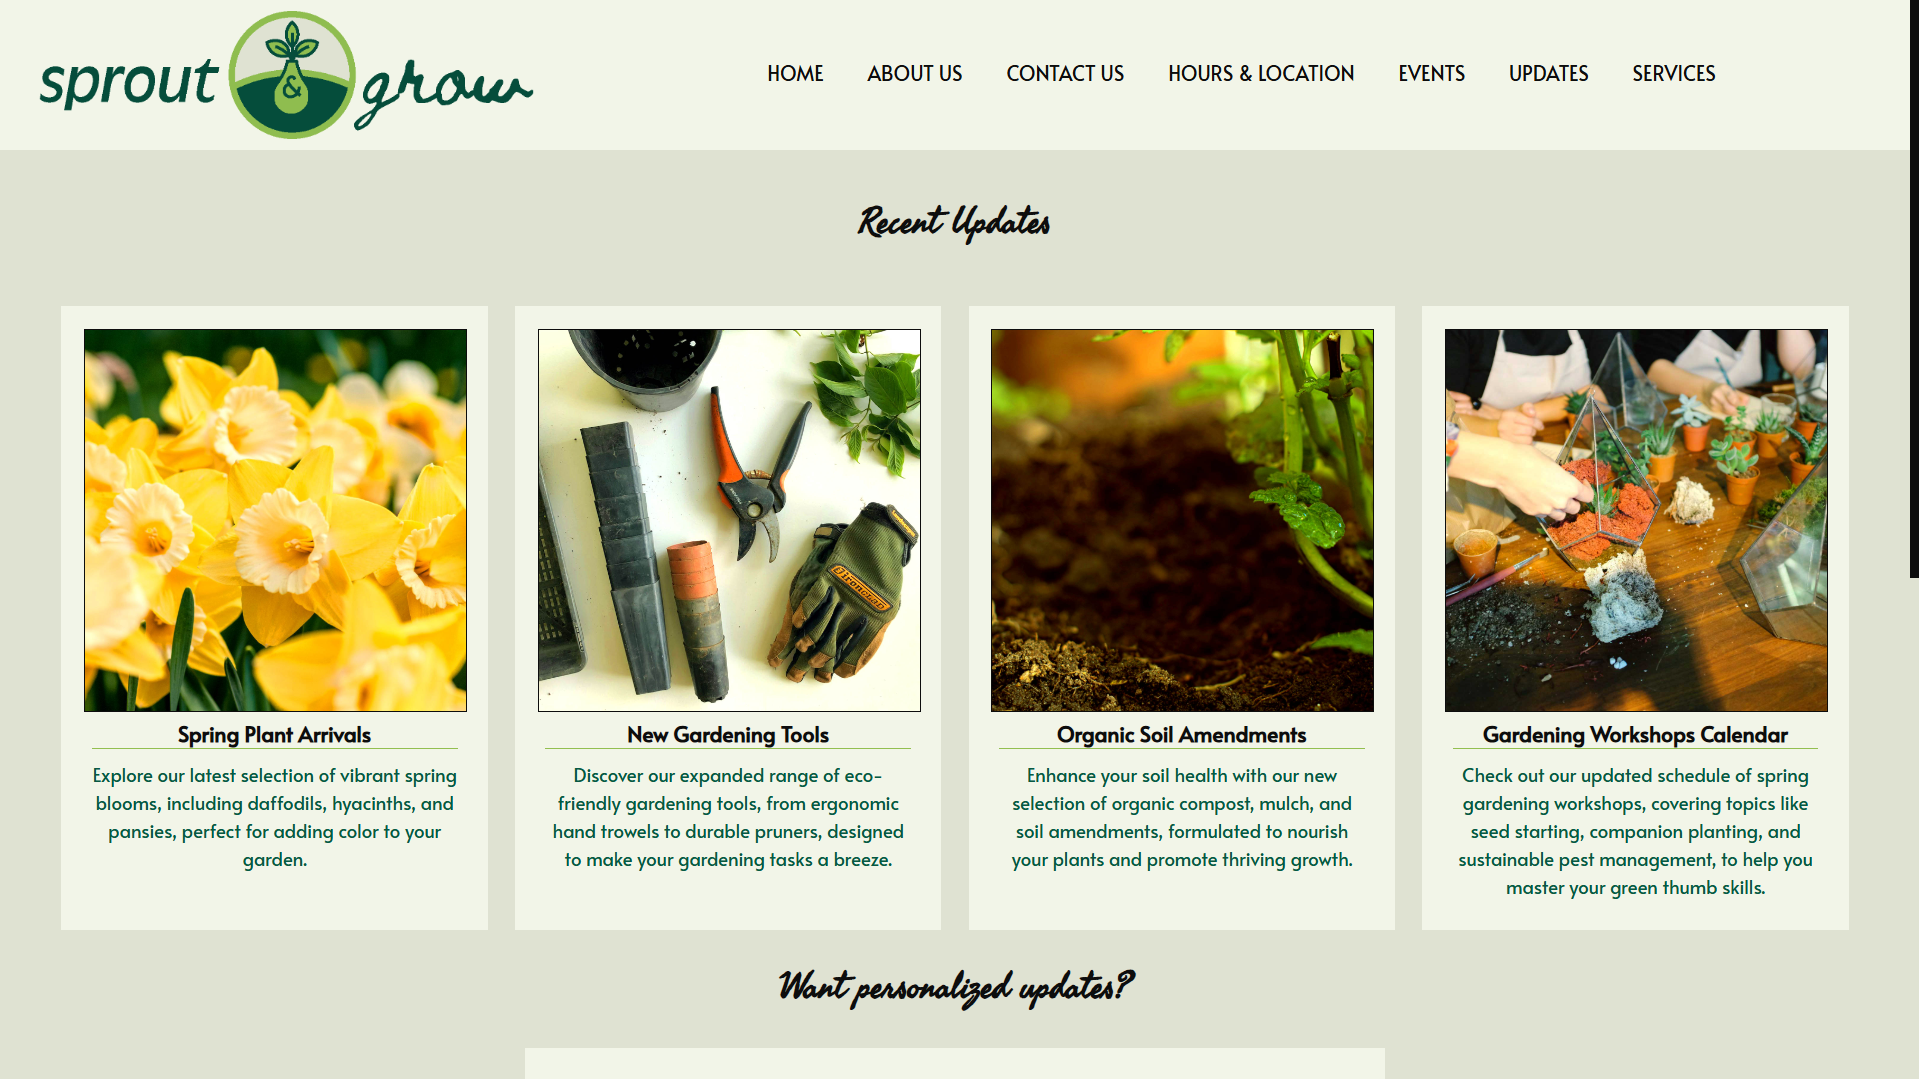 sprout & grow
HOME ABOUT US CONTACT US HOURS & LOCATION EVENTS UPDATES SERVICES
Recent Updates
Spring Plant Arrivals
Explore our latest selection of vibrant spring
blooms, including daffodils, hyacinths, and
pansies, perfect for adding color to your
garden.
Ironclad
New Gardening Tools
Discover our expanded range of eco-
friendly gardening tools, from ergonomic
hand trowels to durable pruners, designed
to make your gardening tasks a breeze.
Organic Soil Amendments
Enhance your soil health with our new
selection of organic compost, mulch, and
soil amendments, formulated to nourish
your plants and promote thriving growth.
Gardening Workshops Calendar
Check out our updated schedule of spring
gardening workshops, covering topics like
seed starting, companion planting, and
sustainable pest management, to help you
master your green thumb skills.
Want personalized updates?